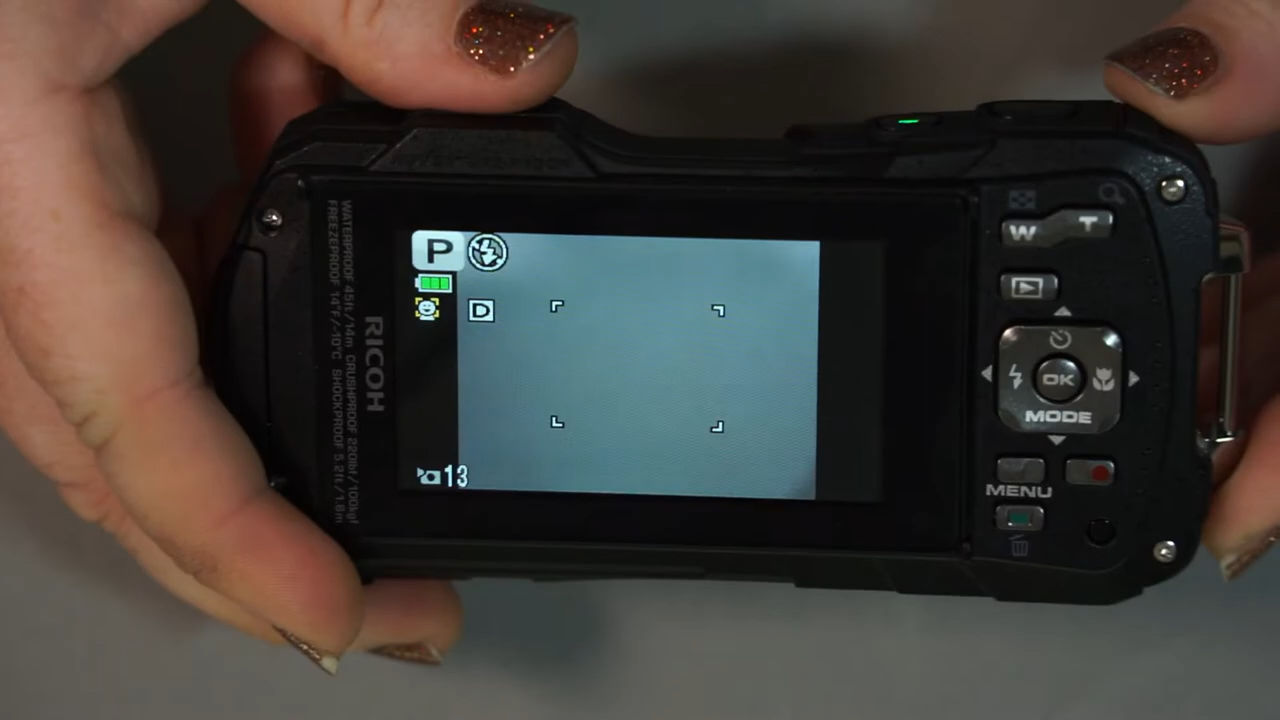 WATERPROOF 45ft/14m CRUSHPROOF 220lbf/100kgf
FREEZEPROOF 14°F/-10°C SHOCKPROOF 5.2ft/1.6m
RICOH
P
D
13
W T
OK
MODE
MENU